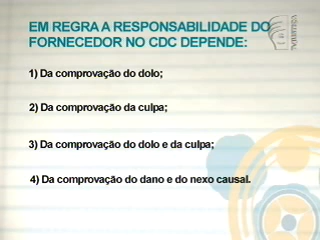 EM REGRA A RESPONSABILIDADE DO
FORNECEDOR NO CDC DEPENDE:
1) Da comprovação do dolo;
2) Da comprovação da culpa;
3) Da comprovação do dolo e da culpa;
4) Da comprovação do dano e do nexo causal.